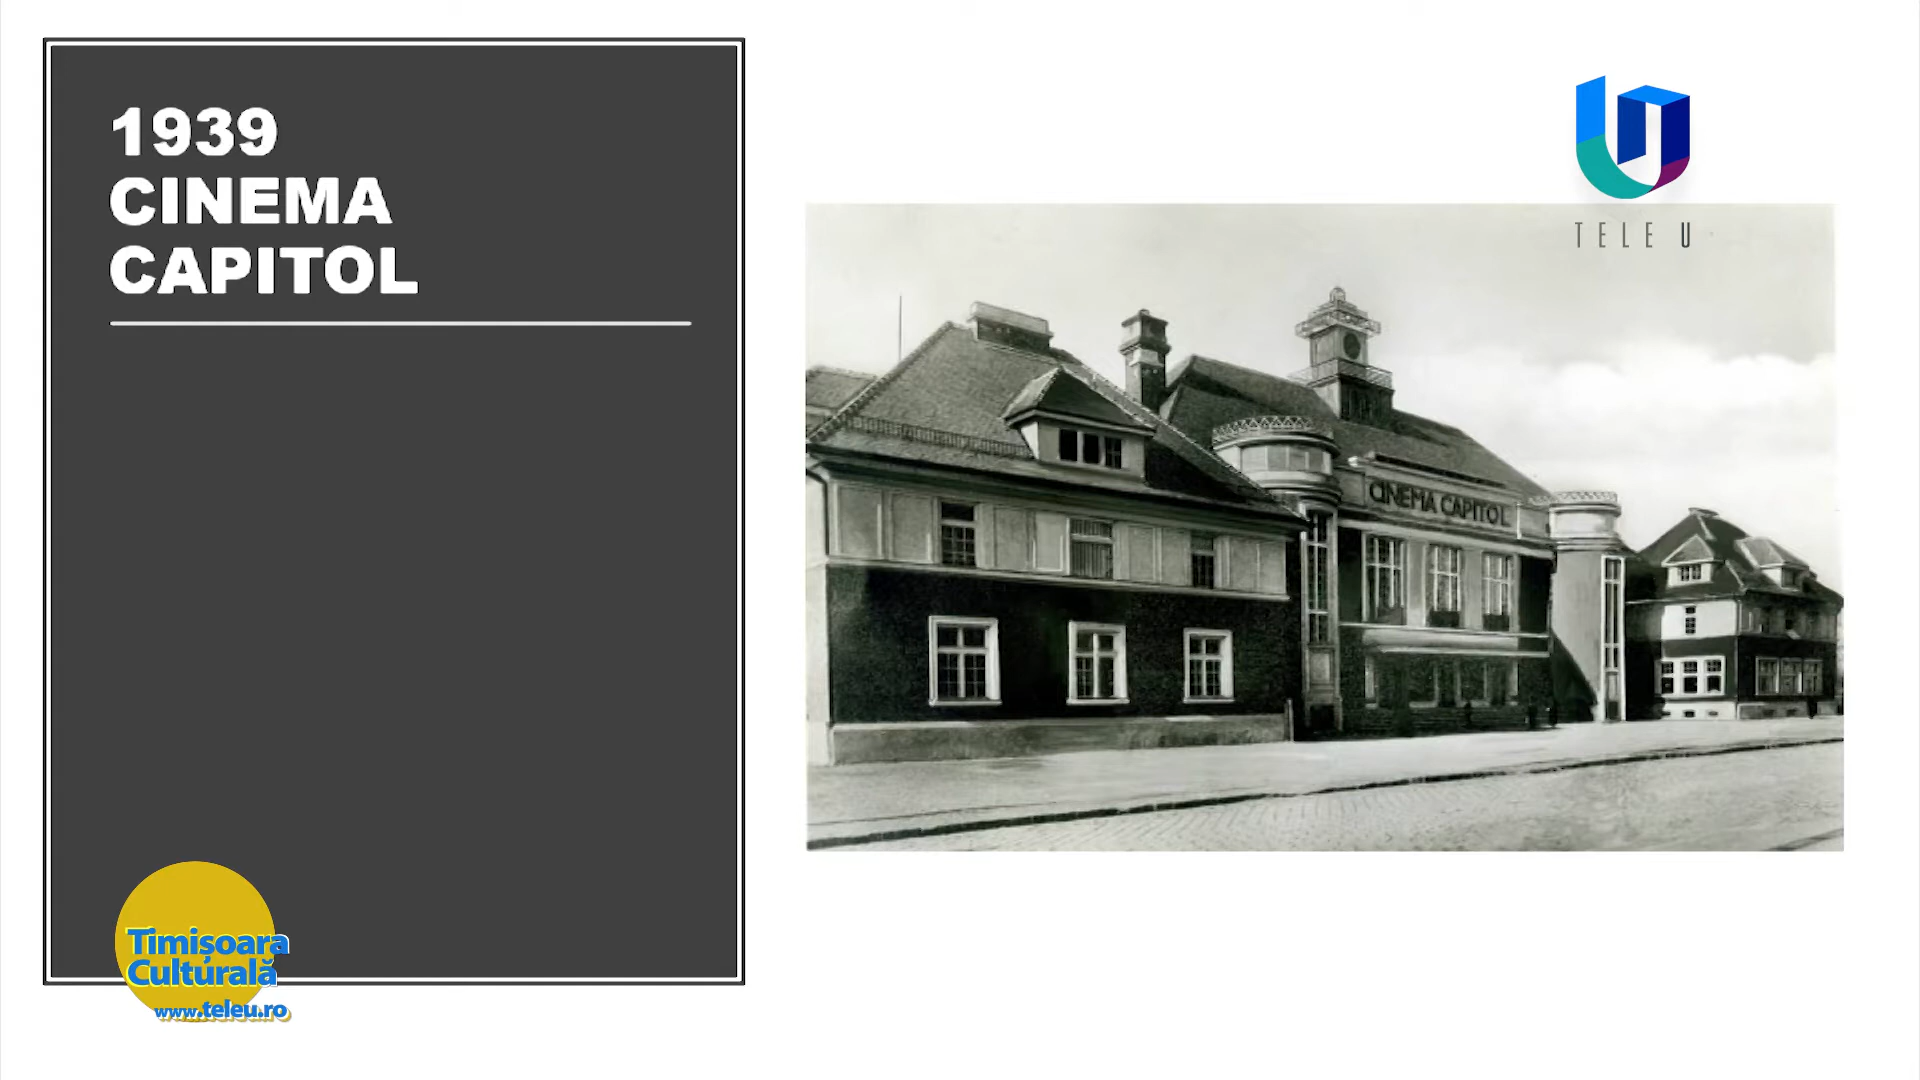 1939
CINEMA
CAPITOL
TELE U
CINEMA CAPITOL
Timișoara
Culturală
www.teleu.ro